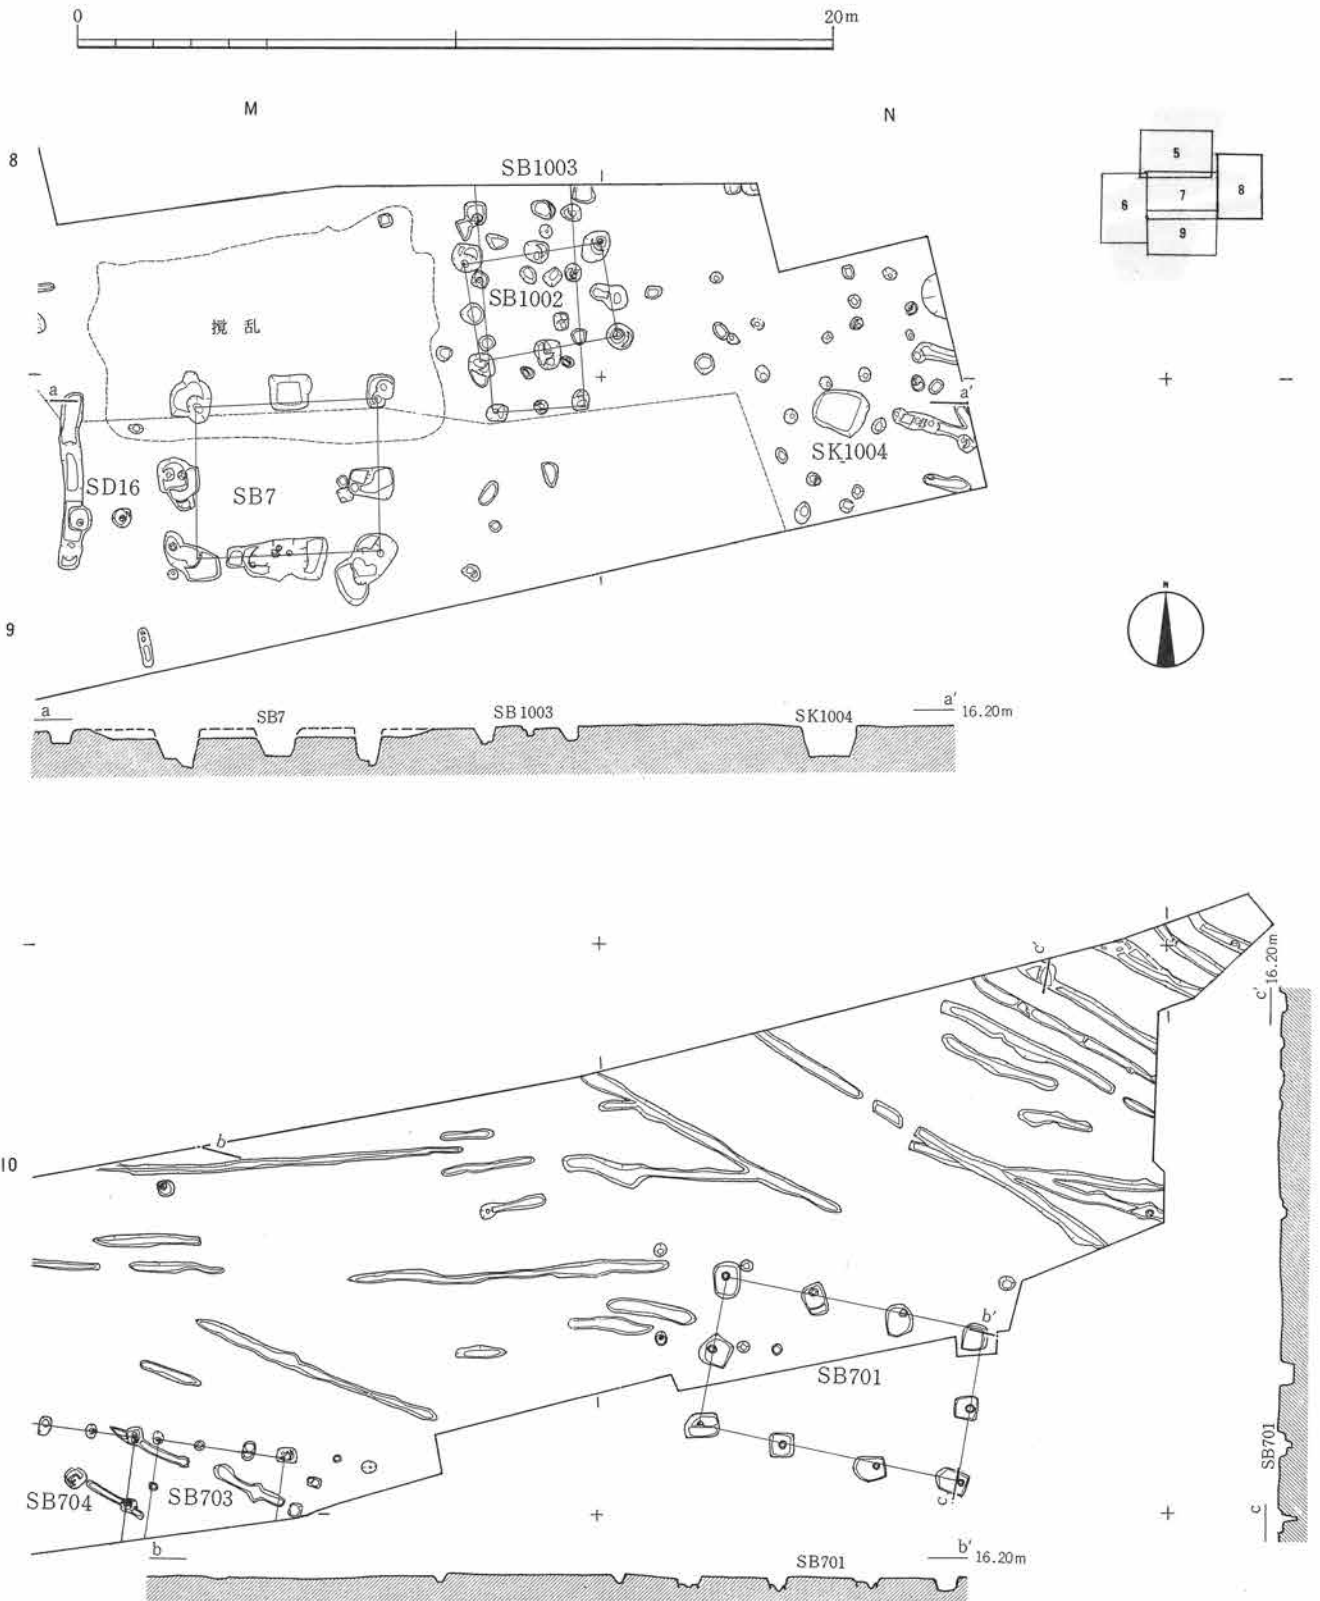 0 20m
M N
8
SB1003
5
6 7 8
9
SB1002
撹乱
a a'
SK1004
SD16 SB7
N
9
a SB7 SB1003 SK1004 a' 16.20m
c' c' 16.20m
b
10
b'
SB701
SB701
SB704 SB703
c c
b SB701 b' 16.20m